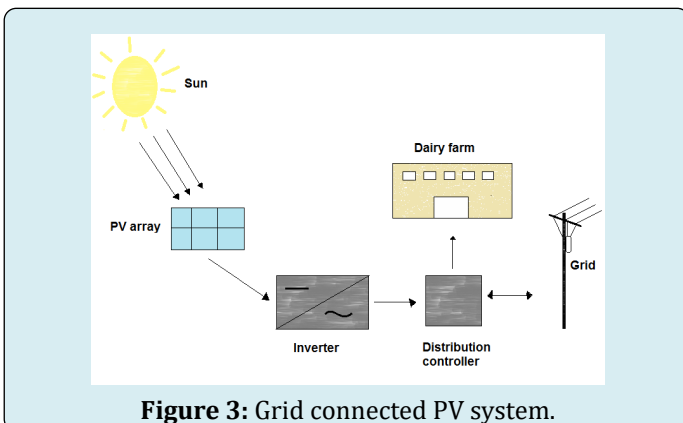 Sun
Dairy farm
PV array
Grid
Inverter
Distribution
controller
Figure 3: Grid connected PV system.